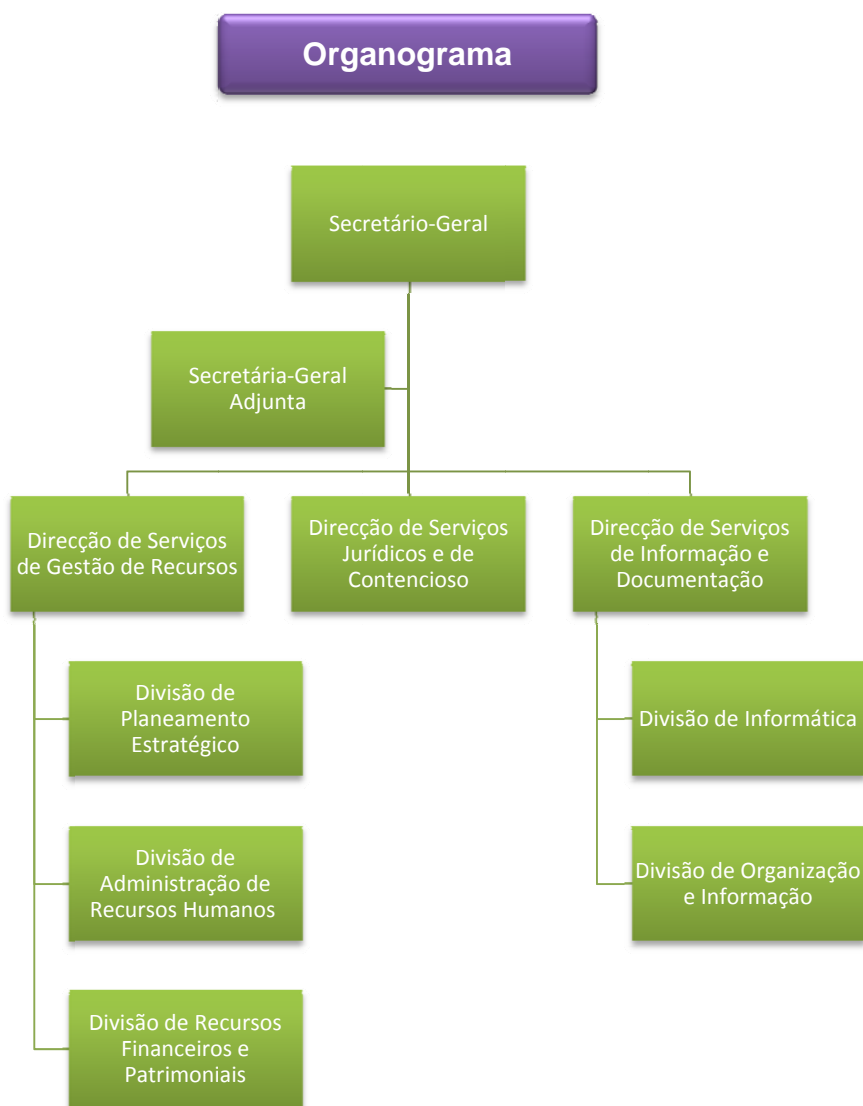 Organograma
Secretário-Geral
Secretária-Geral
Adjunta
Direcção de Serviços
de Gestão de Recursos
Direcção de Serviços
Jurídicos e de
Contencioso
Direcção de Serviços
de Informação e
Documentação
Divisão de
Planeamento
Estratégico
Divisão de Informática
Divisão de
Administração de
Recursos Humanos
Divisão de Organização
e Informação
Divisão de Recursos
Financeiros e
Patrimoniais